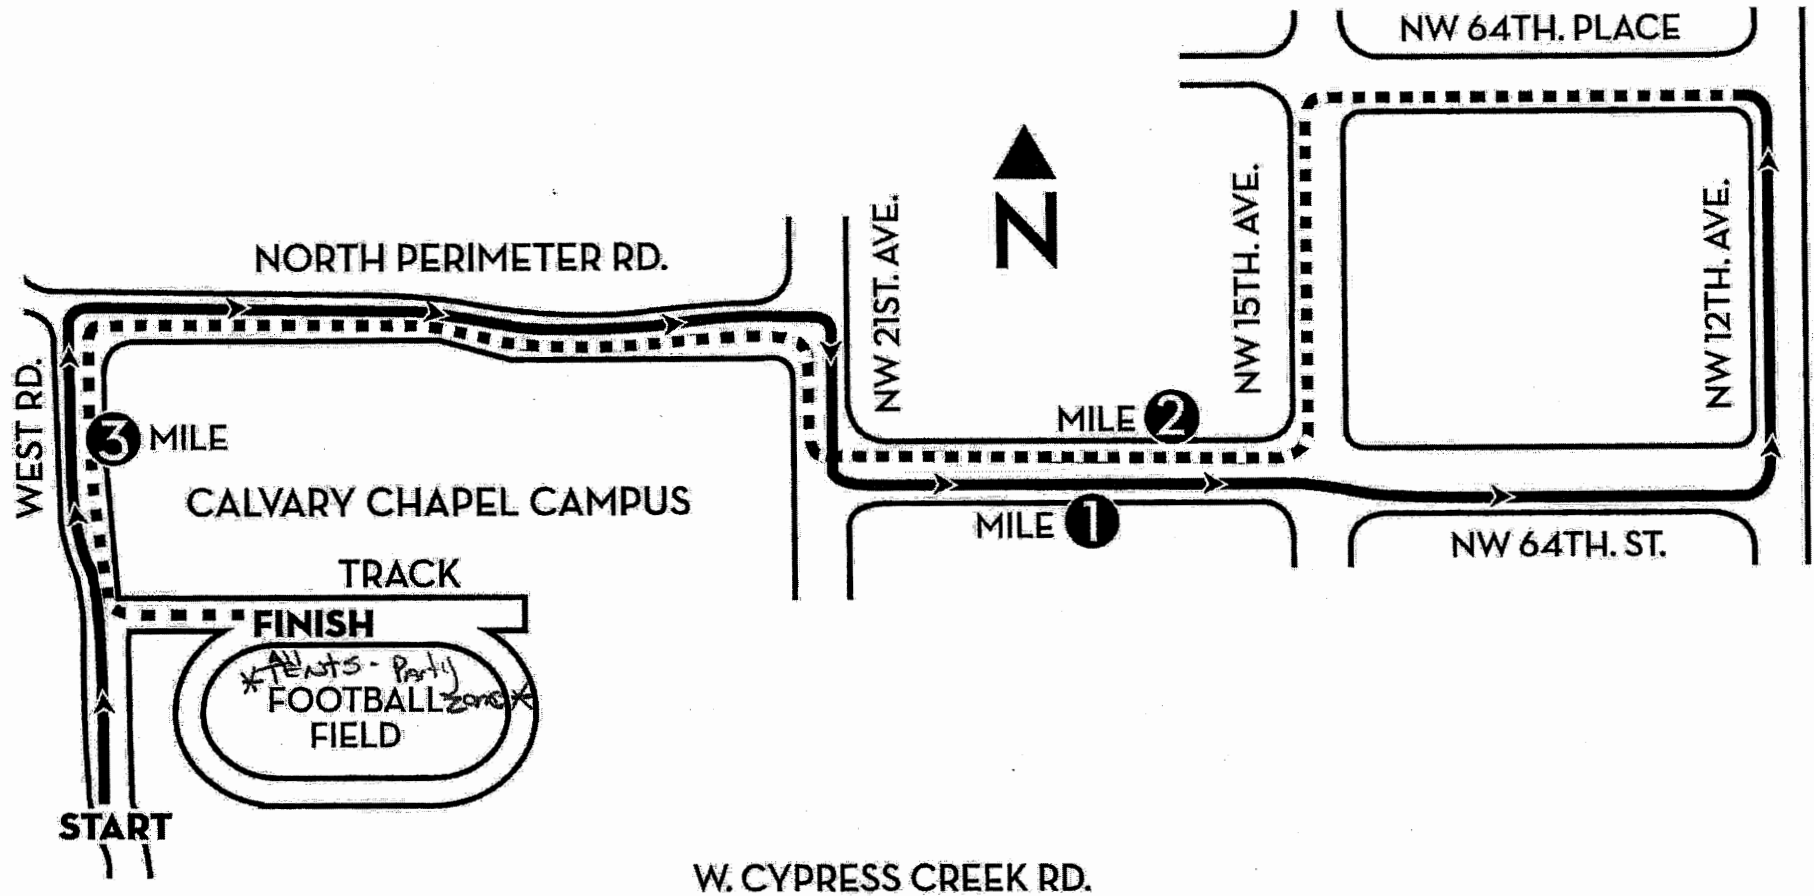 NW 64TH. PLACE
NORTH PERIMETER RD.
N
NW 21ST. AVE.
NW 15TH. AVE.
NW 12TH. AVE.
WEST RD.
3 MILE
MILE 2
CALVARY CHAPEL CAMPUS
MILE 1
NW 64TH. ST.
TRACK
FINISH
*All TENTS - Party
FOOTBALL zone*
FIELD
START
W. CYPRESS CREEK RD.